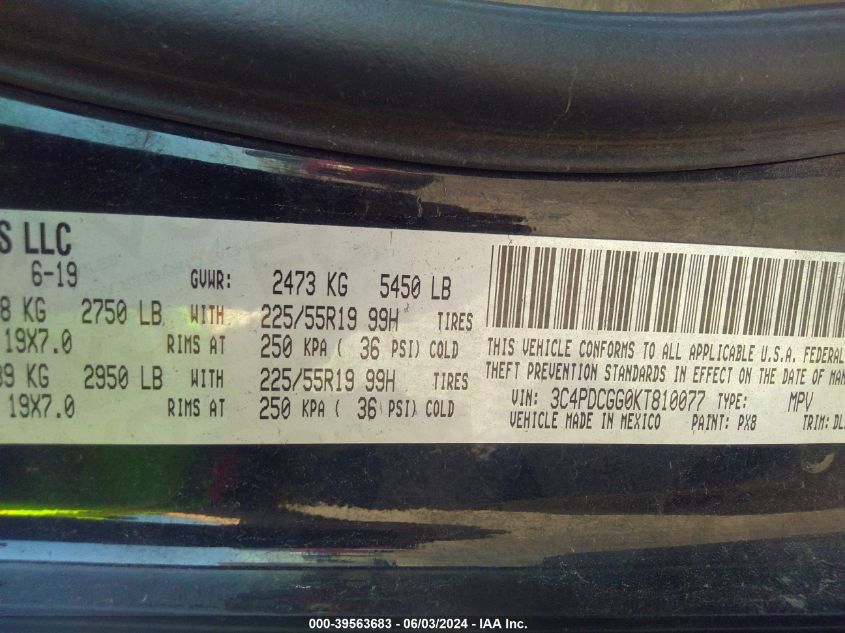 S LLC
6-19 GVWR: 2473 KG 5450 LB
8 KG 2750 LB WITH 225/55R19 99H TIRES
19X7.0 RIMS AT 250 KPA ( 36 PSI) COLD
39 KG 2950 LB WITH 225/55R19 99H TIRES
19X7.0 RIMS AT 250 KPA ( 36 PSI) COLD
THIS VEHICLE CONFORMS TO ALL APPLICABLE U.S.A. FEDERAL
THEFT PREVENTION STANDARDS IN EFFECT ON THE DATE OF MAN
VIN: 3C4PDCGG0KT810077 TYPE: MPV
VEHICLE MADE IN MEXICO PAINT: PX8 TRIM: DL
000-39563683 - 06/03/2024 - IAA Inc.